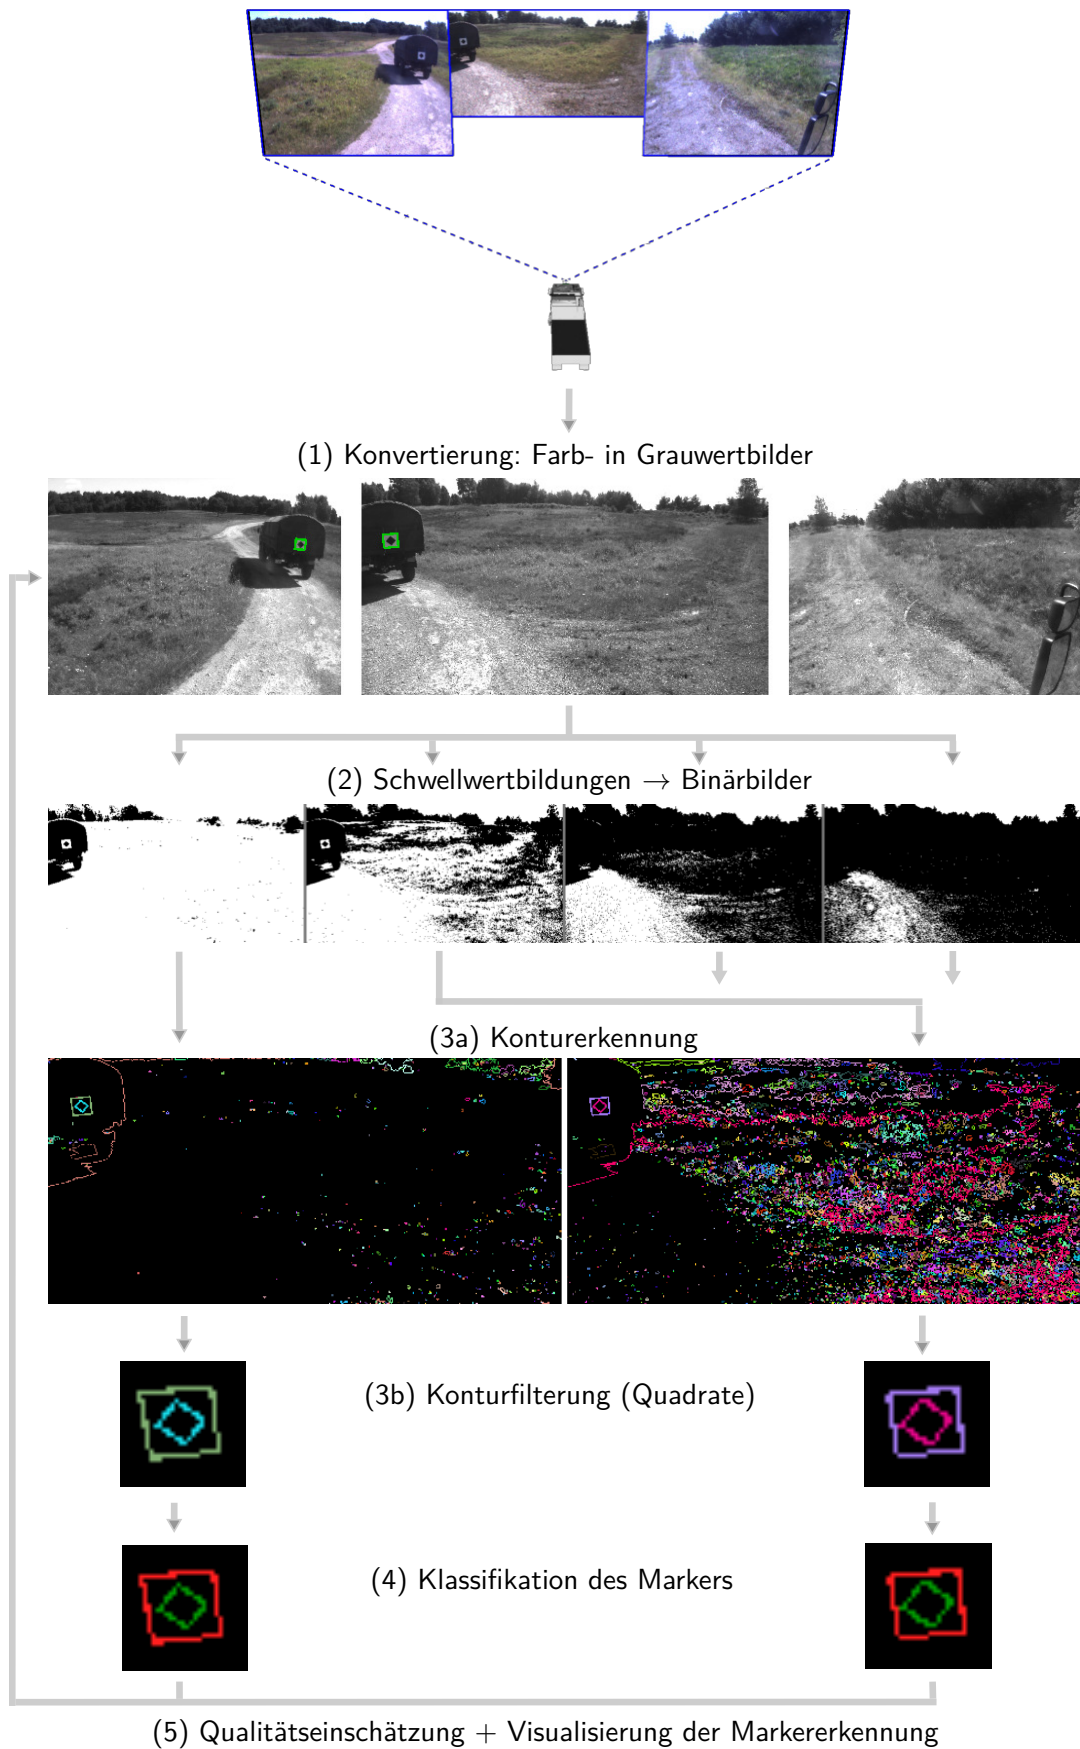 (1) Konvertierung: Farb- in Grauwertbilder
(2) Schwellwertbildungen → Binärbilder
(3a) Konturerkennung
(3b) Konturfilterung (Quadrate)
(4) Klassifikation des Markers
(5) Qualitätseinschätzung + Visualisierung der Markererkennung